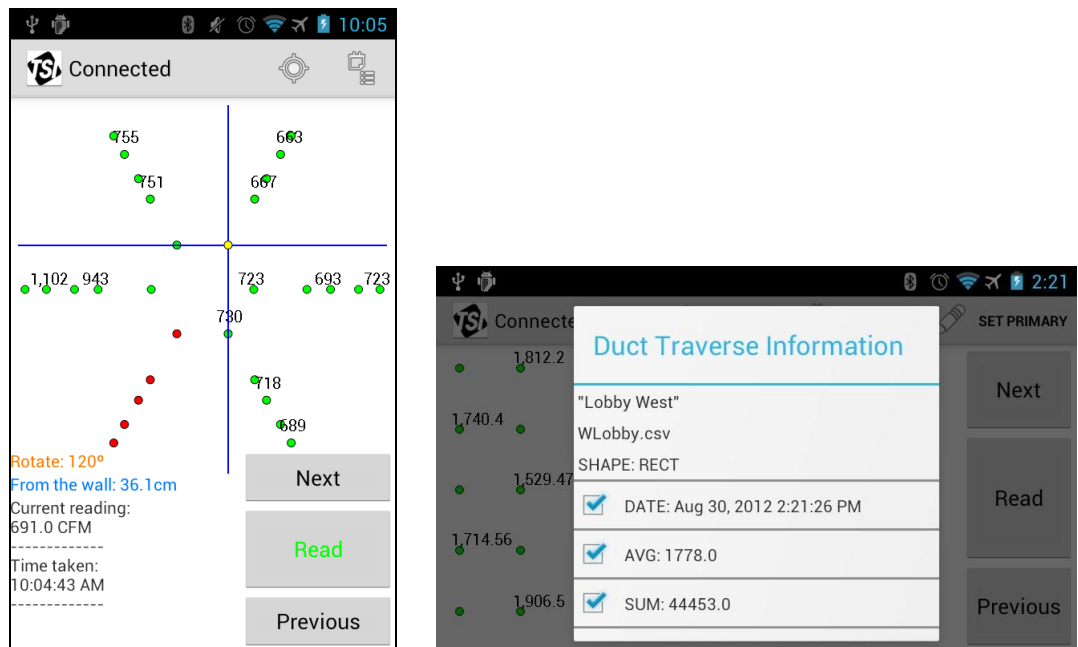 10:05
TSI Connected
755
663
751
667
1,102 943 723 693 723
730
718
689
Rotate: 120º
From the wall: 36.1cm
Current reading:
691.0 CFM
-------------
Time taken:
10:04:43 AM
-------------
Next
Read
Previous
2:21
TSI Connecte
SET PRIMARY
1,812.2
1,740.4
1,529.47
1,714.56
1,906.5
Duct Traverse Information
"Lobby West"
WLobby.csv
SHAPE: RECT
DATE: Aug 30, 2012 2:21:26 PM
AVG: 1778.0
SUM: 44453.0
Next
Read
Previous